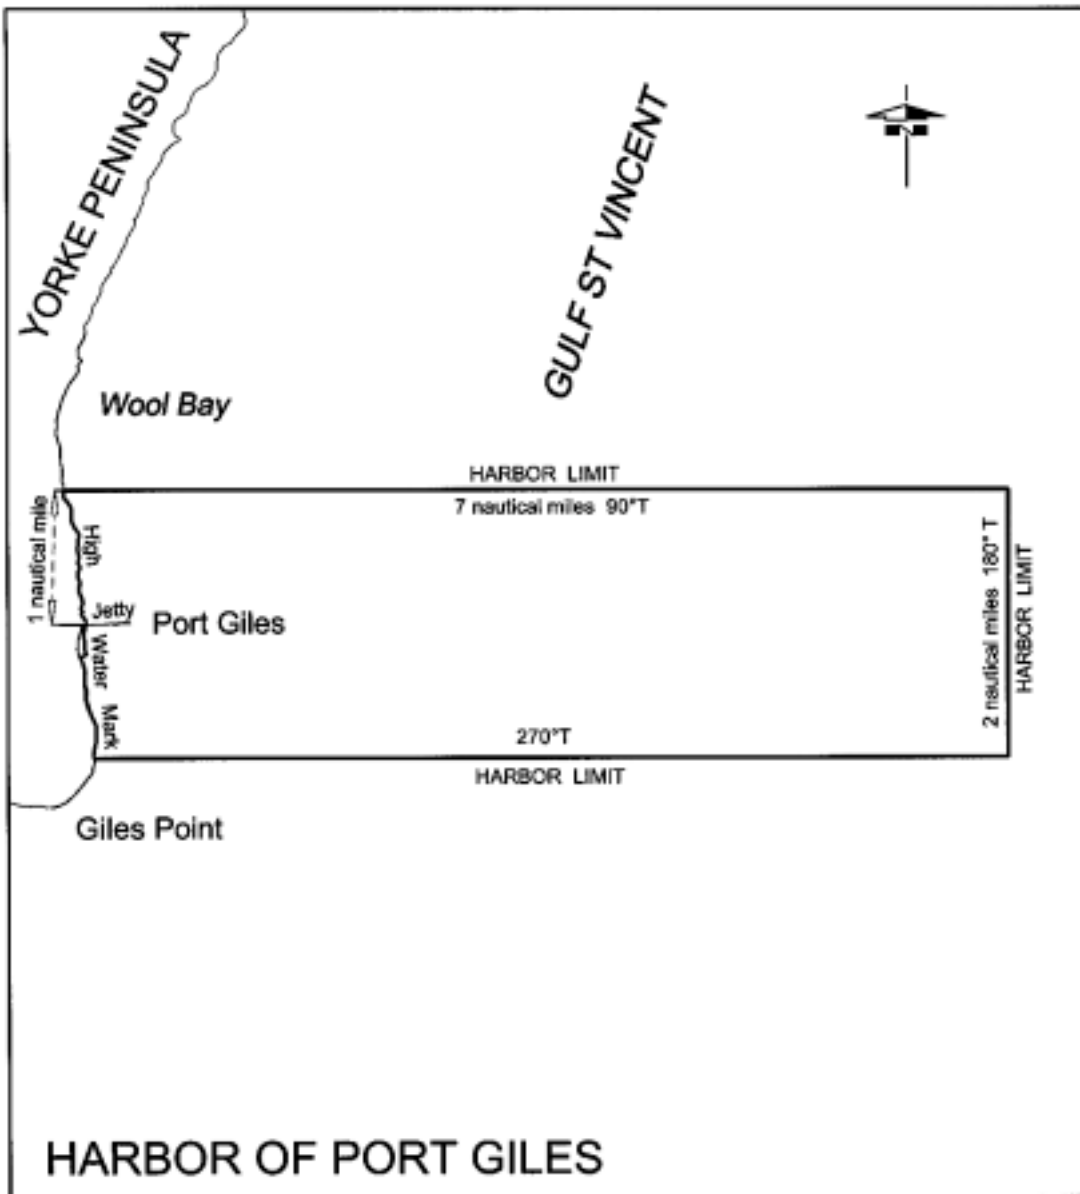 YORKE PENINSULA
GULF ST VINCENT
N
Wool Bay
HARBOR LIMIT
7 nautical miles 90°T
1 nautical mile
High
Water
Mark
Jetty
Port Giles
2 nautical miles 180° T
HARBOR LIMIT
270°T
HARBOR LIMIT
Giles Point
HARBOR OF PORT GILES